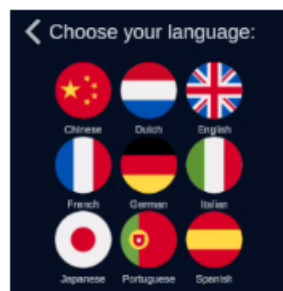 Choose your language:
Chinese Dutch English
French German Italian
Japanese Portuguese Spanish